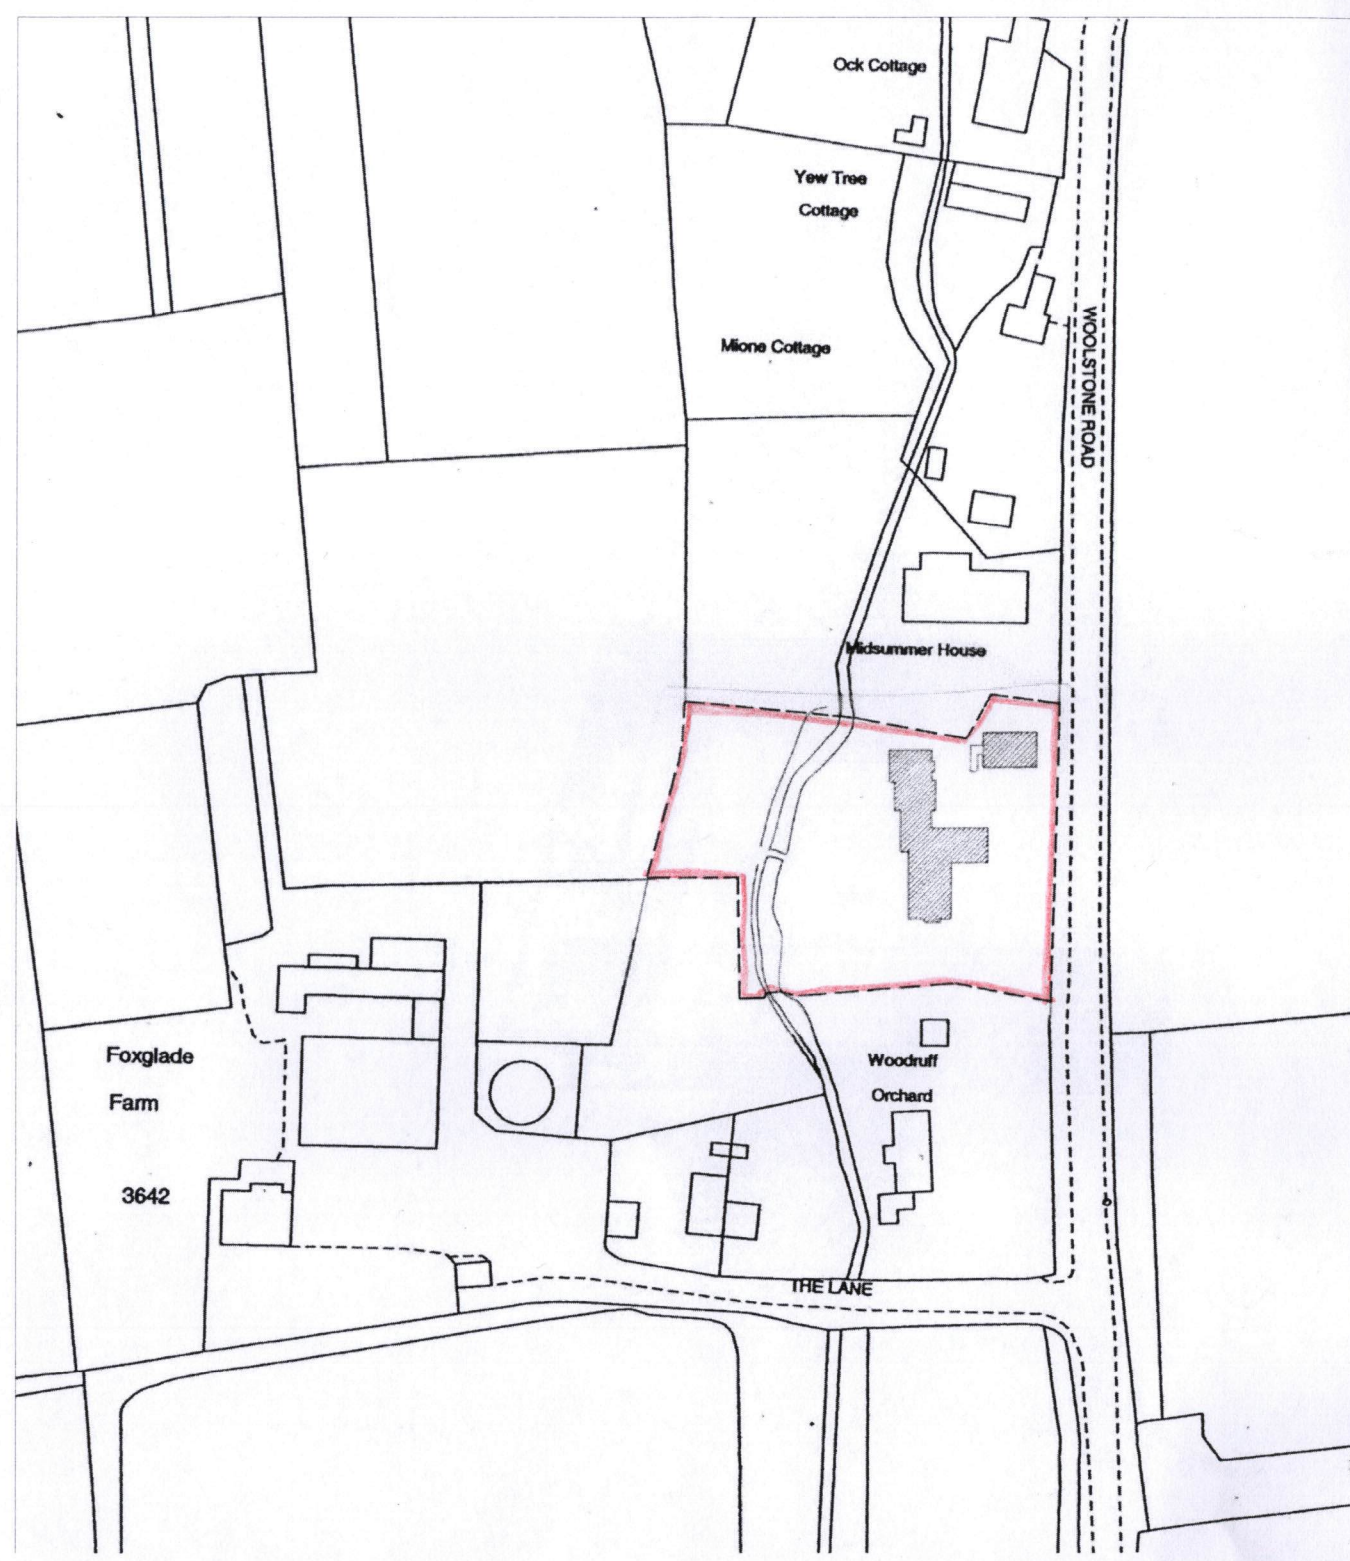 Ock Cottage
Yew Tree
Cottage
WOOLSTONE ROAD
Mione Cottage
Midsummer House
Foxglade
Farm
3642
Woodruff
Orchard
THE LANE